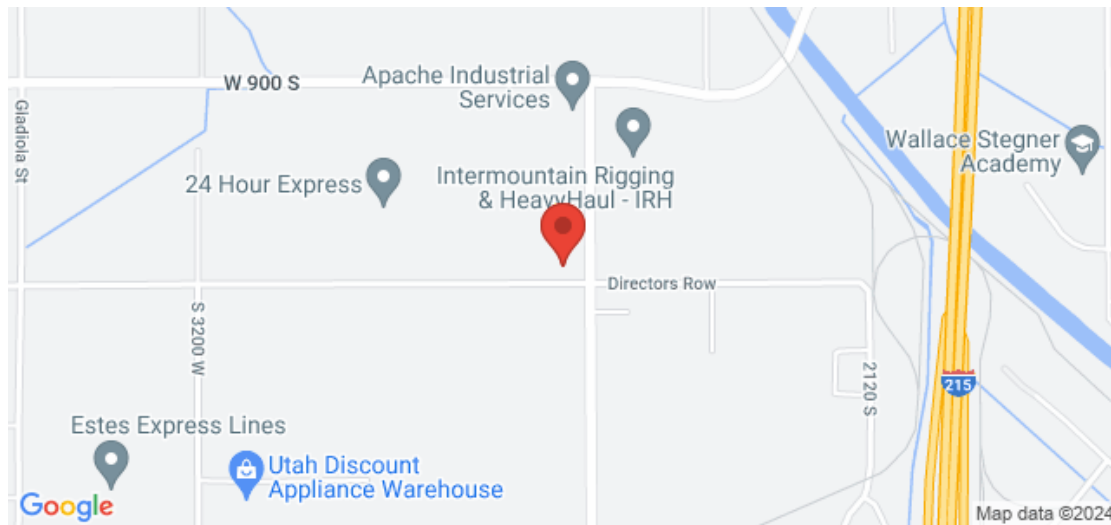 W 900 S
Apache Industrial
Services
Gladiola St
Wallace Stegner
Academy
24 Hour Express
Intermountain Rigging
& HeavyHaul - IRH
Directors Row
S 3200 W
2120 S
215
Estes Express Lines
Utah Discount
Appliance Warehouse
Google
Map data ©2024